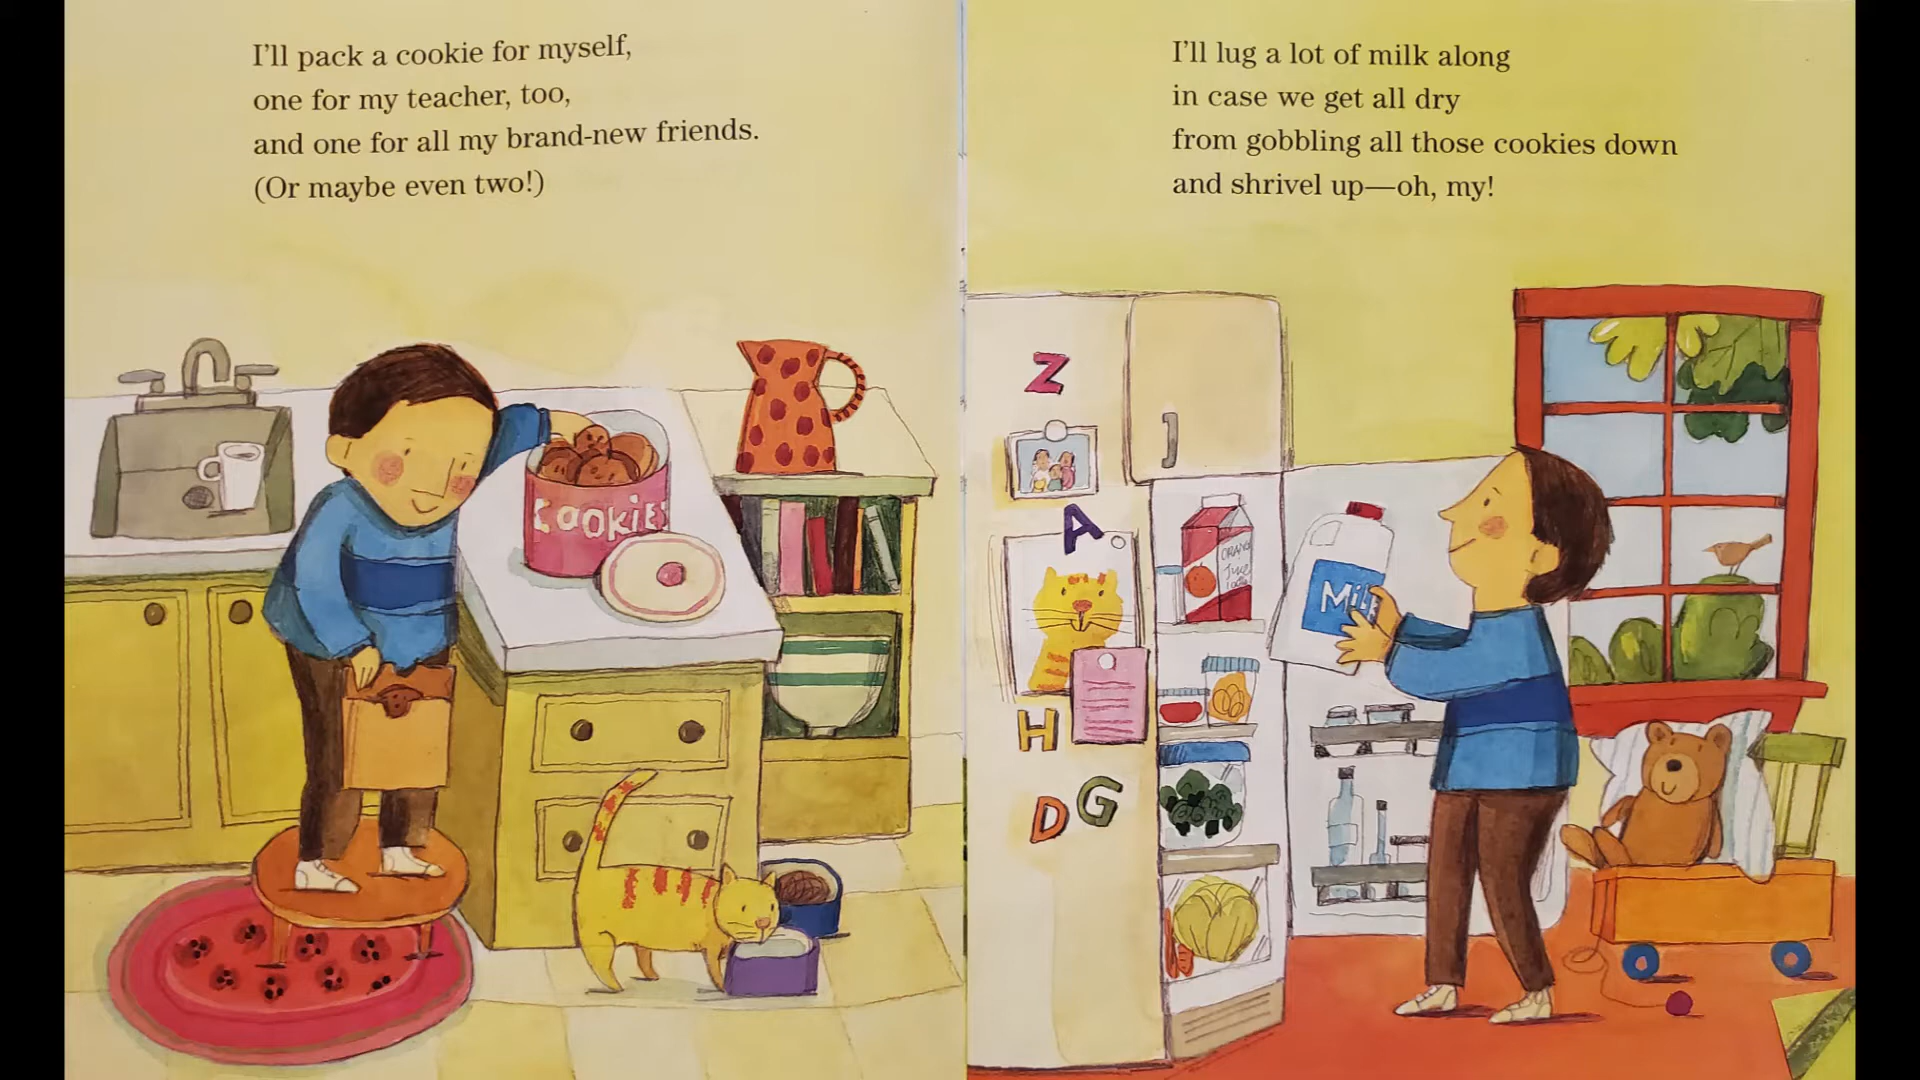 I'll pack a cookie for myself,
one for my teacher, too,
and one for all my brand-new friends.
(Or maybe even two!)
COOKIES
I'll lug a lot of milk along
in case we get all dry
from gobbling all those cookies down
and shrivel up—oh, my!
Z
A
H
D G
ORANGE
Juice
Milk